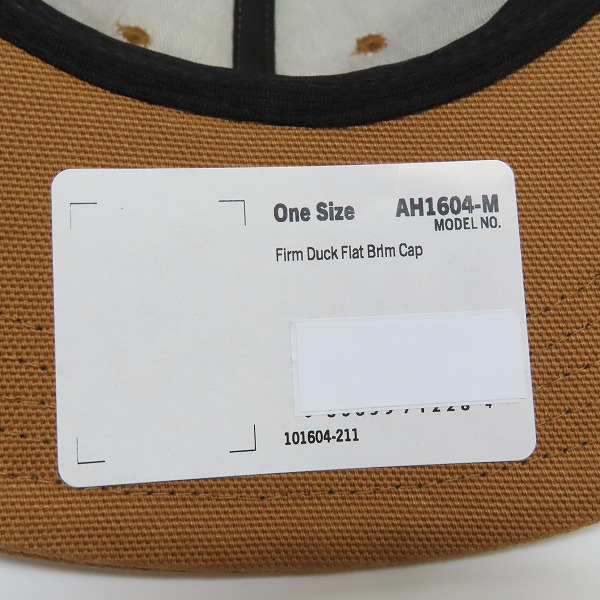 One Size AH1604-M
MODEL NO.
Firm Duck Flat Brim Cap
101604-211